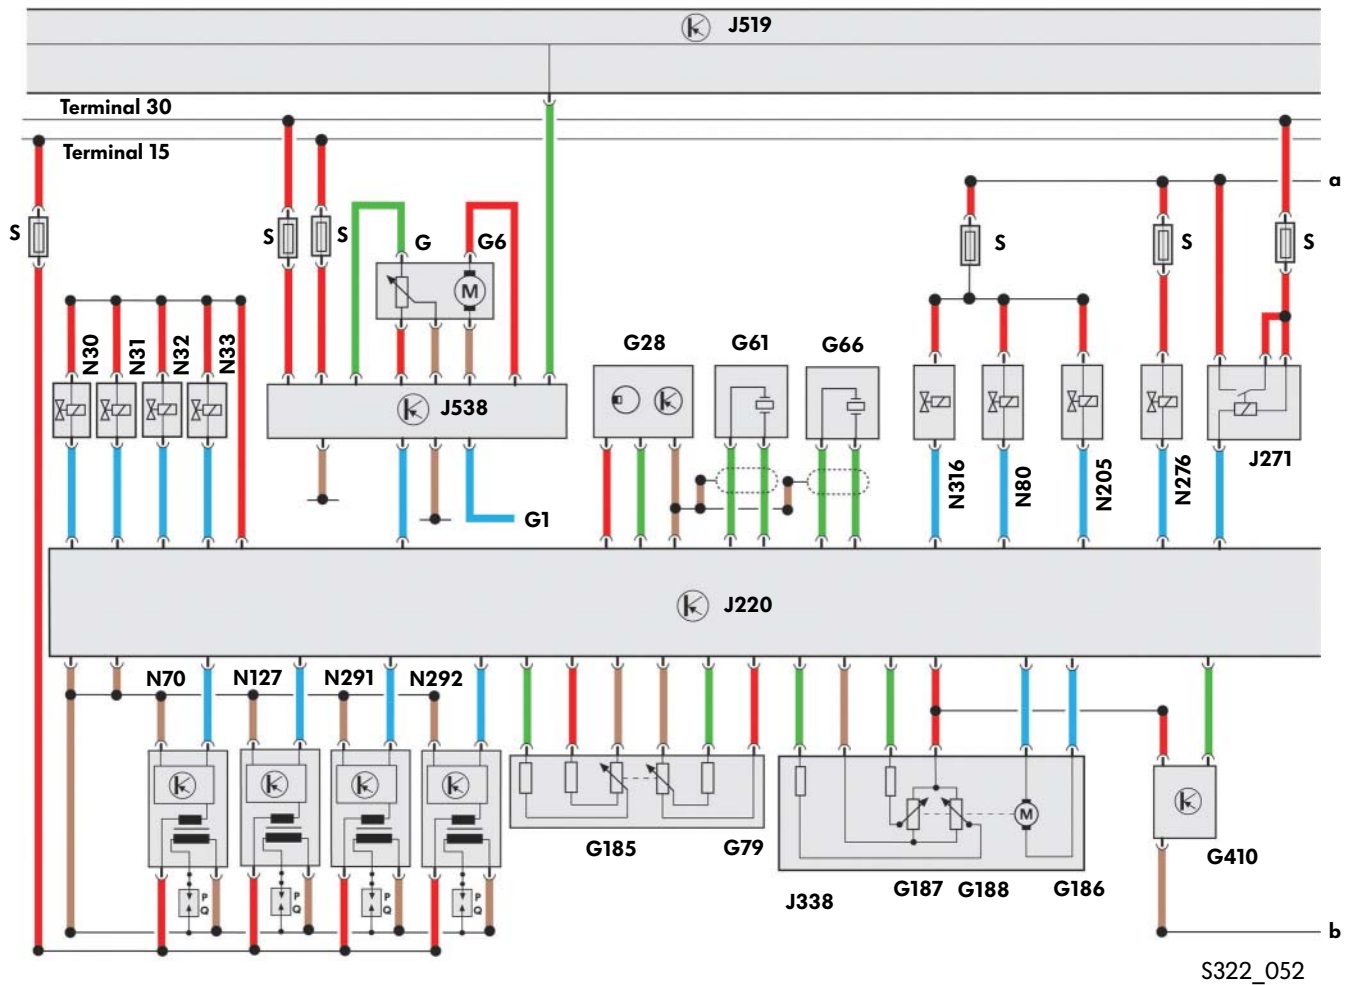 J519
Terminal 30
Terminal 15
a
S
S
S
G
G6
S
S
S
M
N30
N31
N32
N33
J538
G28
G61
G66
N316
N80
N205
N276
J271
G1
J220
N70
N127
N291
N292
M
G185
G79
J338
G187
G188
G186
G410
P
Q
P
Q
P
Q
P
Q
b
S322_052